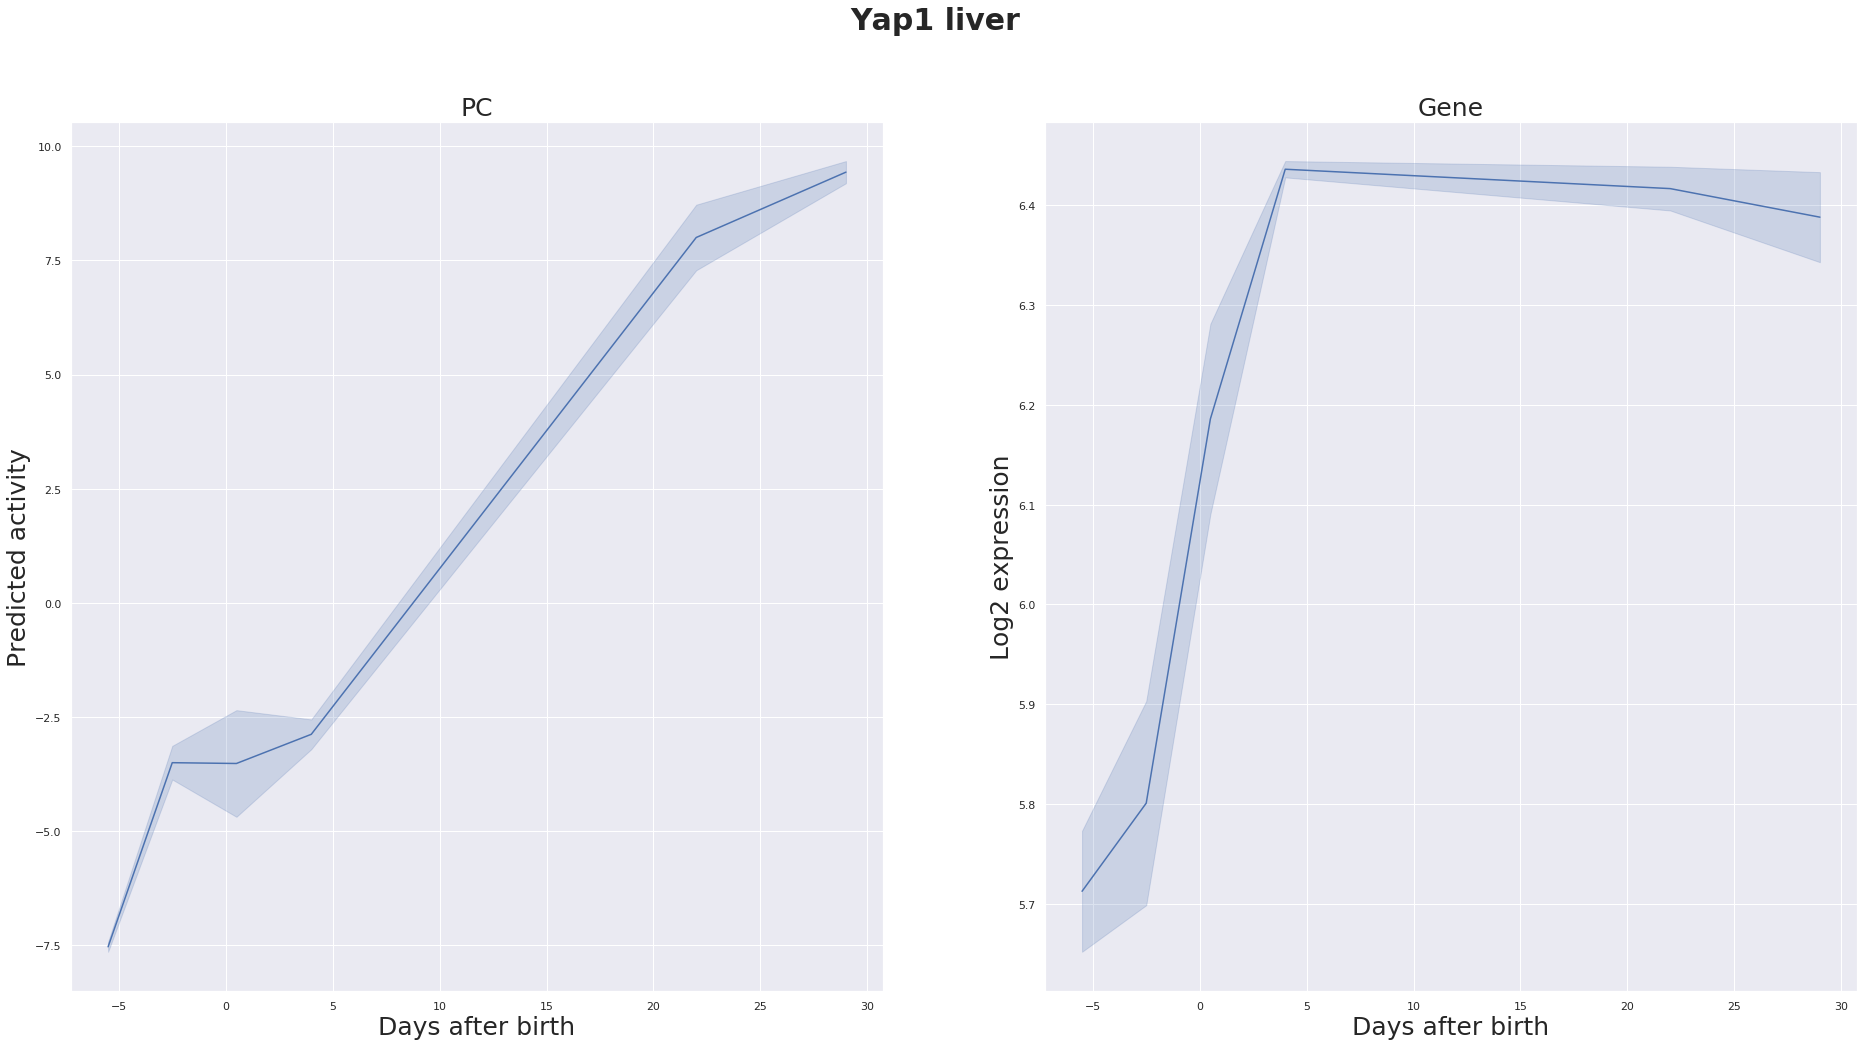 Yap1 liver
PC
Predicted activity
10.0
7.5
5.0
2.5
0.0
−2.5
−5.0
−7.5
−5 0 5 10 15 20 25 30
Days after birth
Gene
Log2 expression
6.4
6.3
6.2
6.1
6.0
5.9
5.8
5.7
−5 0 5 10 15 20 25 30
Days after birth